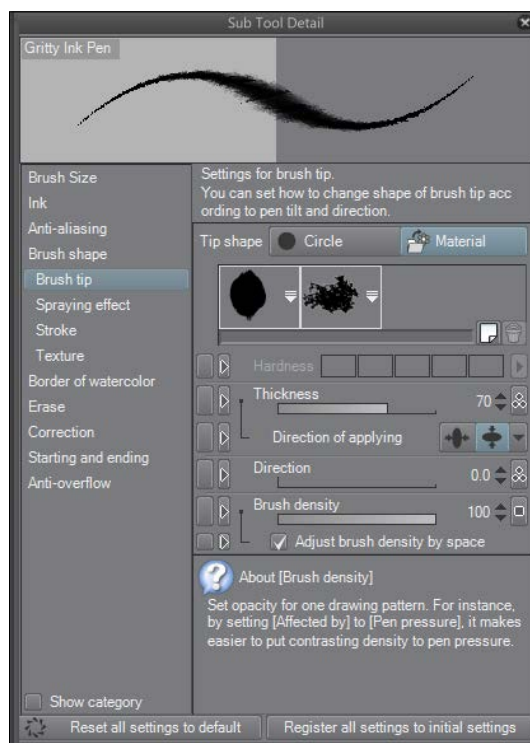 Sub Tool Detail
Gritty Ink Pen
Brush Size
Ink
Anti-aliasing
Brush shape
Brush tip
Spraying effect
Stroke
Texture
Border of watercolor
Erase
Correction
Starting and ending
Anti-overflow
Show category
Settings for brush tip.
You can set how to change shape of brush tip acc
ording to pen tilt and direction.
Tip shape Circle Material
Hardness
Thickness 70
Direction of applying
Direction 0.0
Brush density 100
Adjust brush density by space
About [Brush density]
Set opacity for one drawing pattern. For instance,
by setting [Affected by] to [Pen pressure], it makes
easier to put contrasting density to pen pressure.
Reset all settings to default Register all settings to initial settings